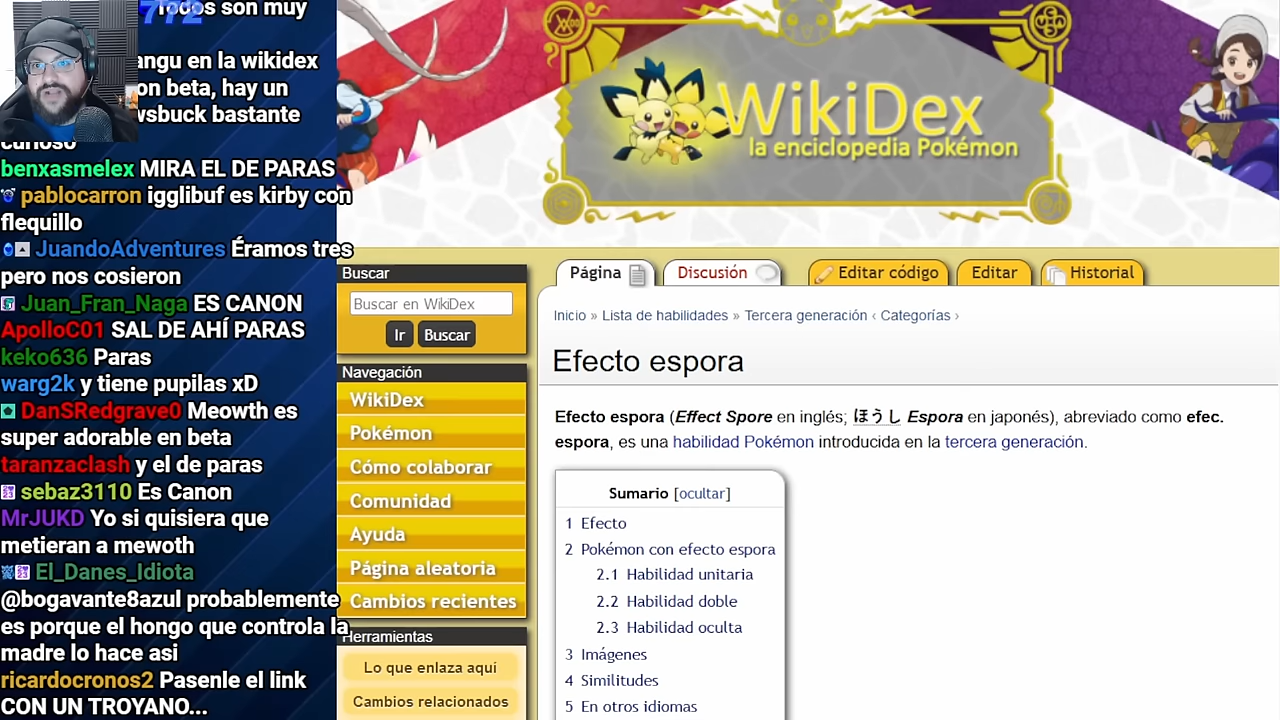 772
Todos son muy
angu en la wikidex
on beta, hay un
wsbuck bastante
curioso
benxasmelex MIRA EL DE PARAS
pablocarron igglibuf es kirby con
flequillo
JuandoAdventures Éramos tres
pero nos cosieron
Juan_Fran_Naga ES CANON
ApolloC01 SAL DE AHÍ PARAS
keko636 Paras
warg2k y tiene pupilas xD
DanSRedgrave0 Meowth es
super adorable en beta
taranzaclash y el de paras
sebaz3110 Es Canon
MrJUKD Yo si quisiera que
metieran a mewoth
El_Danes_Idiota
@bogavante8azul probablemente
es porque el hongo que controla la
madre lo hace asi
ricardocronos2 Pasenle el link
CON UN TROYANO...
WikiDex
la enciclopedia Pokémon
Buscar
Buscar en WikiDex
Ir Buscar
Navegación
WikiDex
Pokémon
Cómo colaborar
Comunidad
Ayuda
Página aleatoria
Cambios recientes
Herramientas
Lo que enlaza aquí
Cambios relacionados
Página Discusión Editar código Editar Historial
Inicio » Lista de habilidades » Tercera generación ‹ Categorías ›
Efecto espora
Efecto espora (Effect Spore en inglés; ほうし Espora en japonés), abreviado como efec.
espora, es una habilidad Pokémon introducida en la tercera generación.
Sumario [ocultar]
1 Efecto
2 Pokémon con efecto espora
2.1 Habilidad unitaria
2.2 Habilidad doble
2.3 Habilidad oculta
3 Imágenes
4 Similitudes
5 En otros idiomas